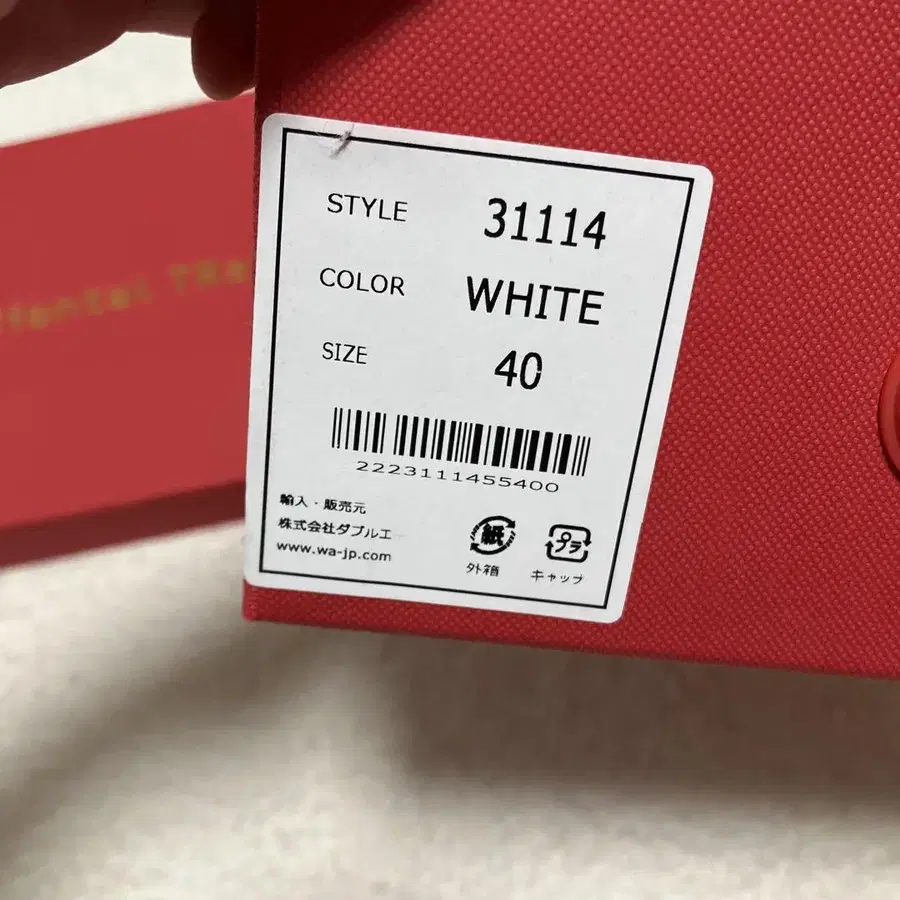 STYLE 31114
COLOR WHITE
SIZE 40
2223111455400
輸入・販売元
株式会社ダブルエー
www.wa-jp.com
紙
外箱
プラ
キャップ